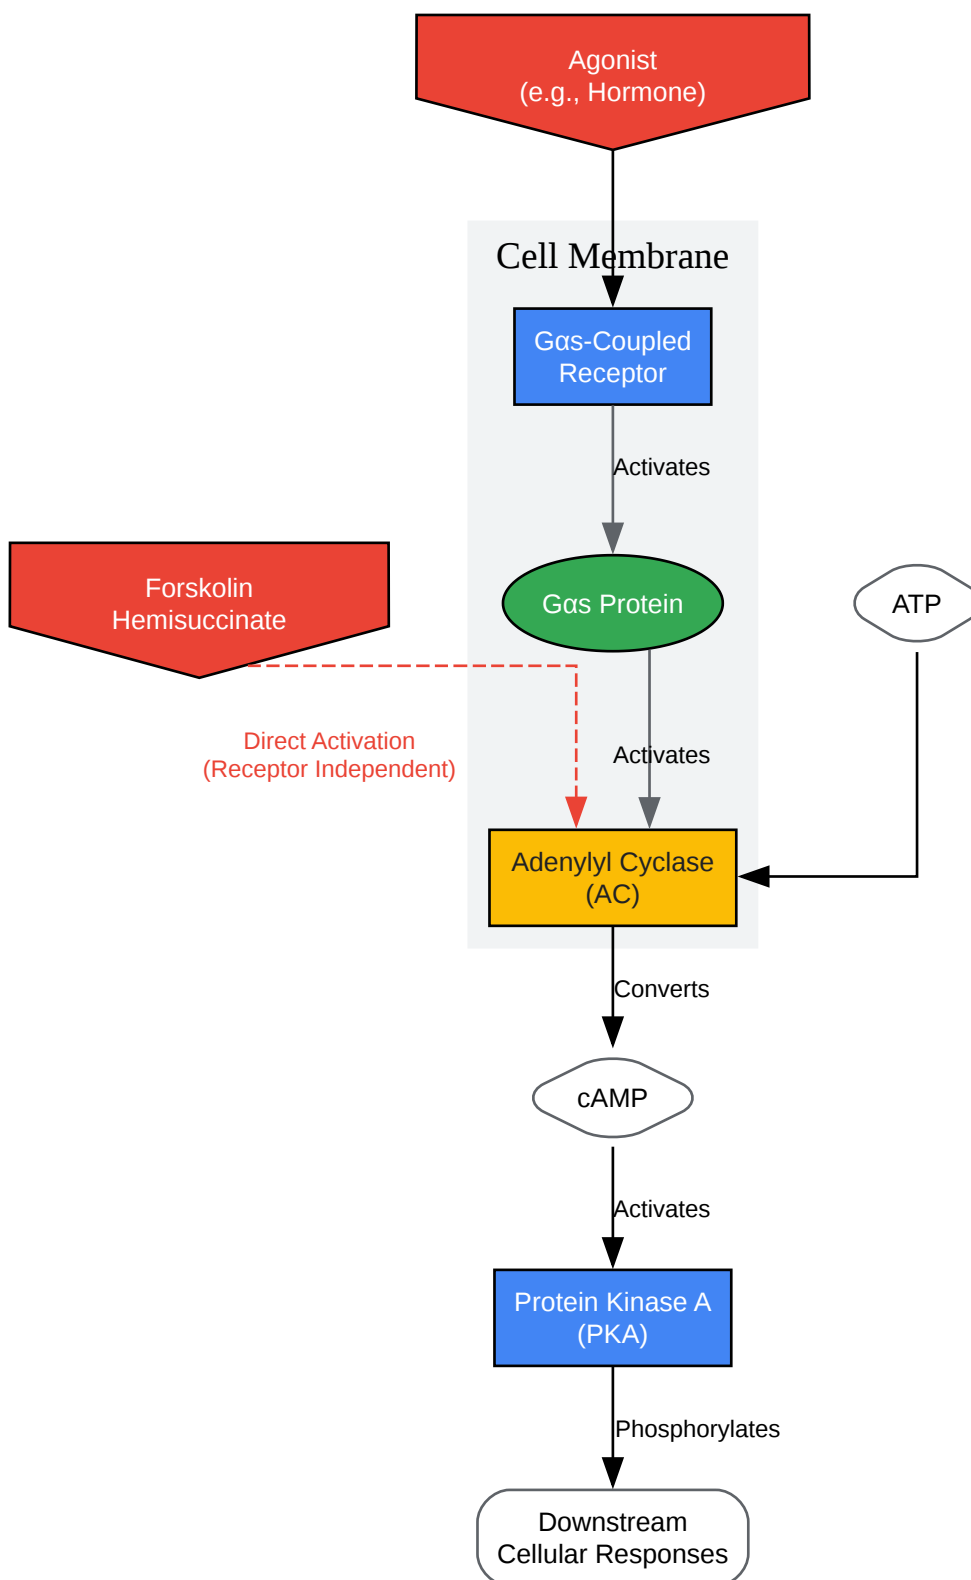 Agonist
(e.g., Hormone)
Cell Membrane
Gαs-Coupled
Receptor
Activates
Forskolin
Hemisuccinate
Gαs Protein
ATP
Direct Activation
(Receptor Independent)
Activates
Adenylyl Cyclase
(AC)
Converts
cAMP
Activates
Protein Kinase A
(PKA)
Phosphorylates
Downstream
Cellular Responses